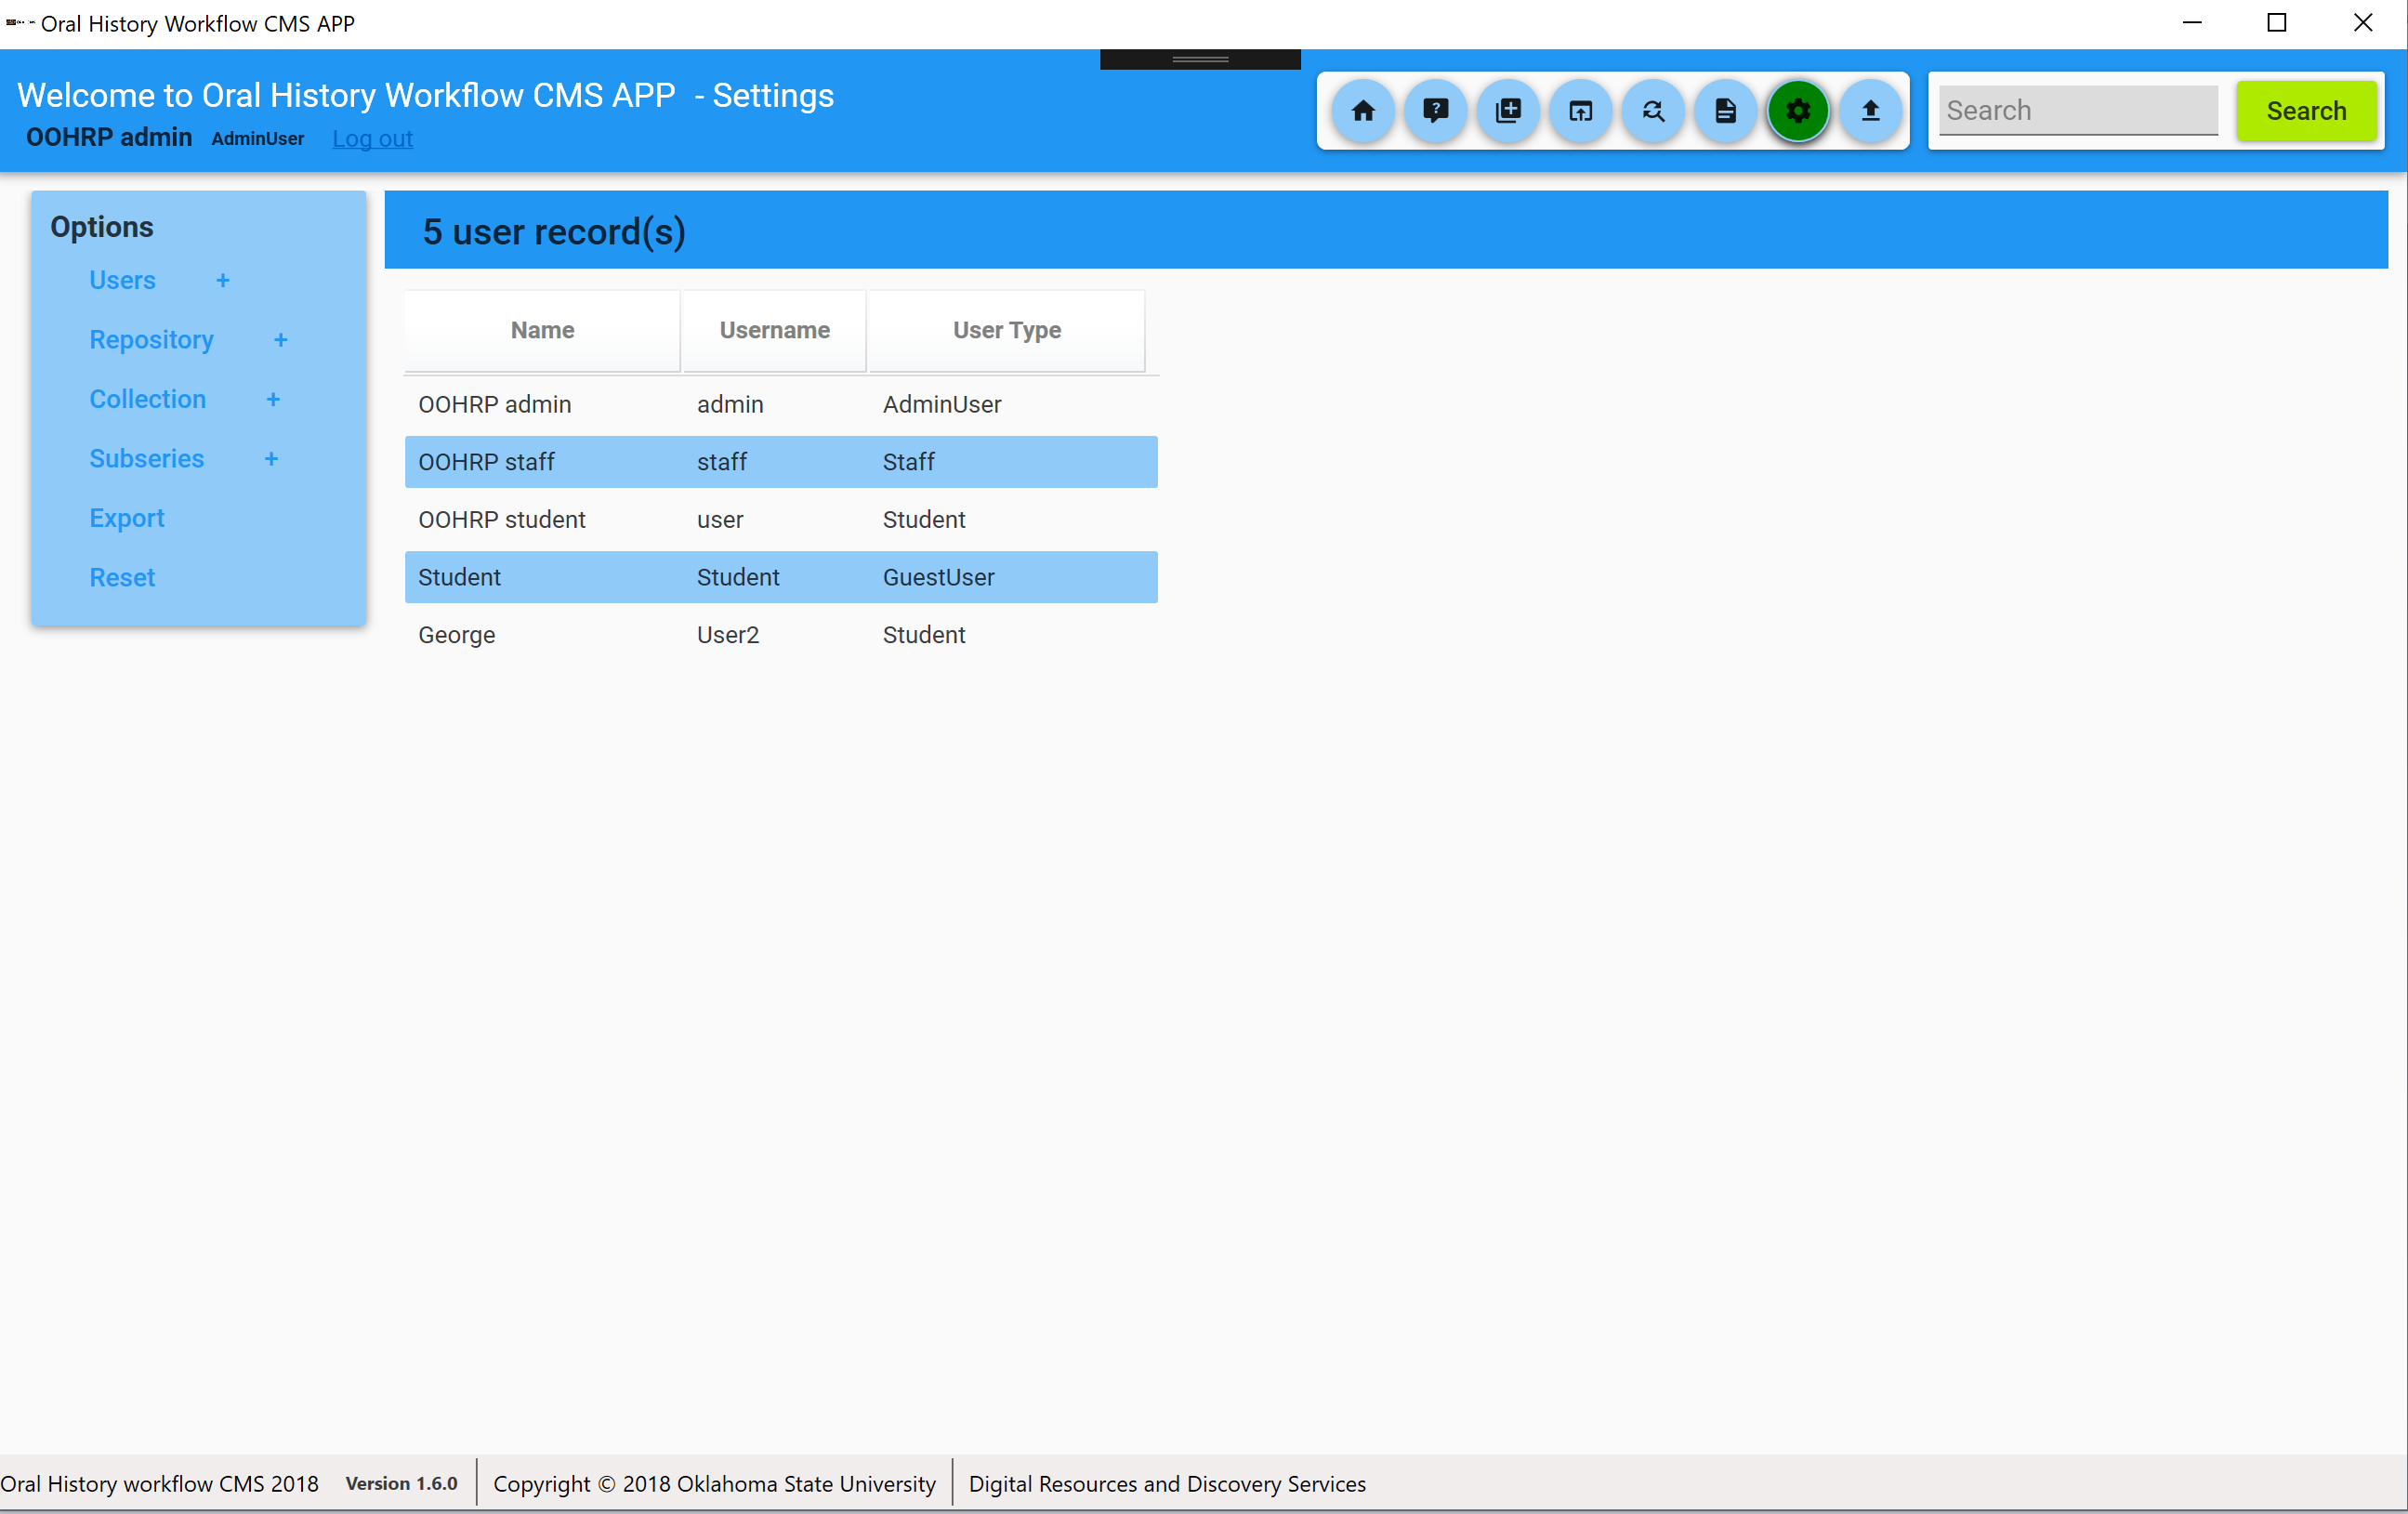 Oral History Workflow CMS APP
Welcome to Oral History Workflow CMS APP - Settings
OOHRP admin AdminUser Log out
Search Search
Options
Users +
Repository +
Collection +
Subseries +
Export
Reset
5 user record(s)
Name Username User Type
OOHRP admin admin AdminUser
OOHRP staff staff Staff
OOHRP student user Student
Student Student GuestUser
George User2 Student
Oral History workflow CMS 2018 Version 1.6.0 Copyright © 2018 Oklahoma State University Digital Resources and Discovery Services